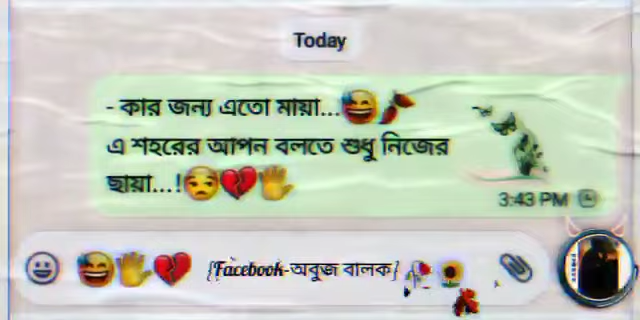 Today
- কার জন্য এতো মায়া...😅🥀
এ শহরের আপন বলতে শুধু নিজের
ছায়া...!😒💔🖐️
3:43 PM
😅🖐️💔 {Facebook-অবুজ বালক}🥀🌻